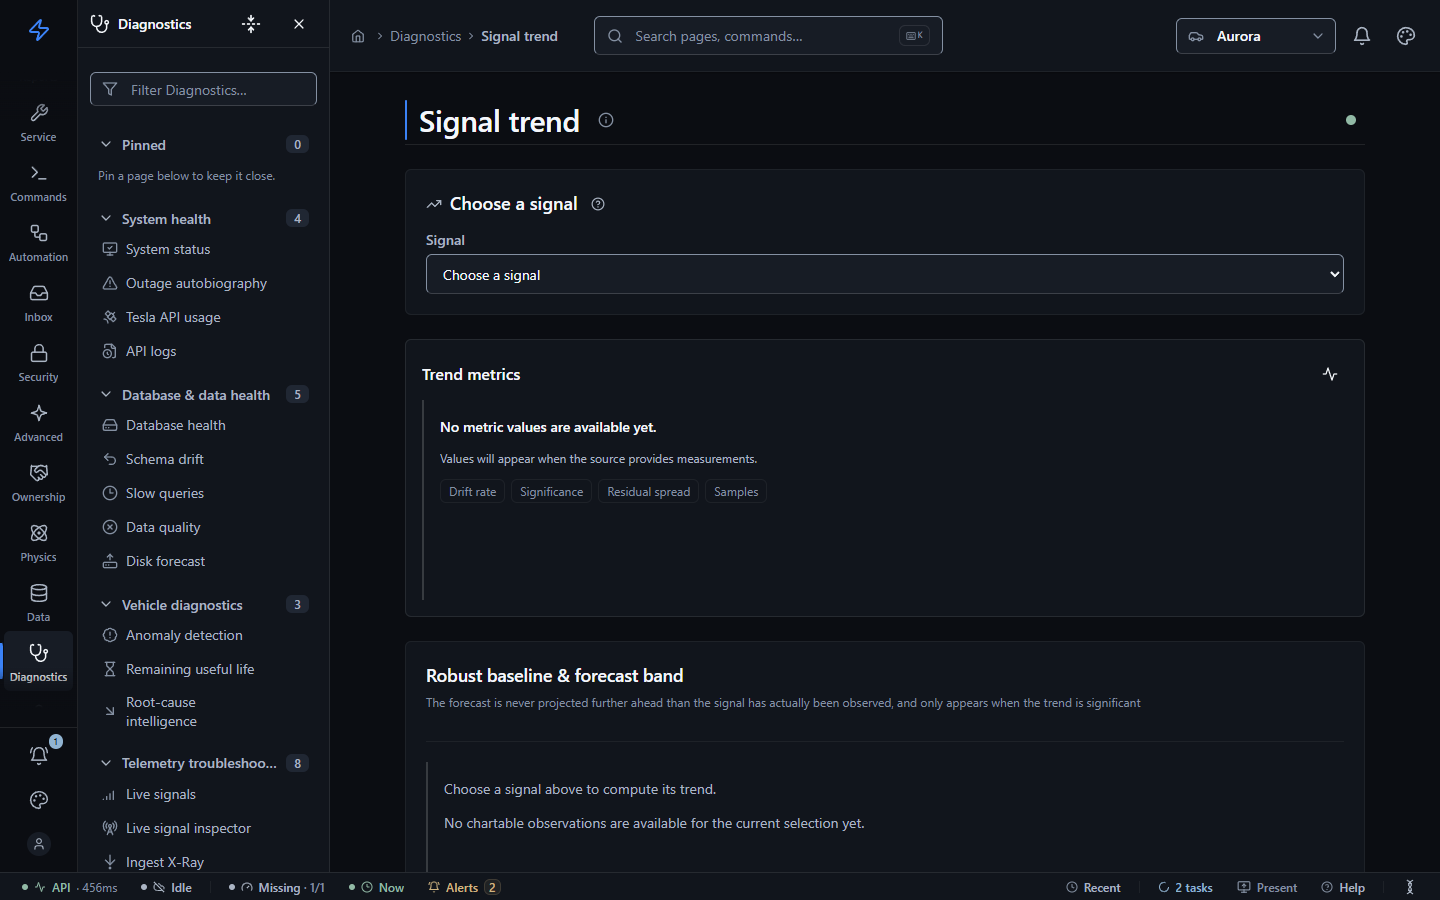 Diagnostics
Diagnostics
Signal trend
Search pages, commands...
K
Aurora
Filter Diagnostics...
Service
Commands
Automation
Inbox
Security
Advanced
Ownership
Physics
Data
Diagnostics
1
Pinned
0
Pin a page below to keep it close.
System health
4
System status
Outage autobiography
Tesla API usage
API logs
Database & data health
5
Database health
Schema drift
Slow queries
Data quality
Disk forecast
Vehicle diagnostics
3
Anomaly detection
Remaining useful life
Root-cause
intelligence
Telemetry troubleshoo...
8
Live signals
Live signal inspector
Ingest X-Ray
Signal trend
Choose a signal
Signal
Choose a signal
Trend metrics
No metric values are available yet.
Values will appear when the source provides measurements.
Drift rate
Significance
Residual spread
Samples
Robust baseline & forecast band
The forecast is never projected further ahead than the signal has actually been observed, and only appears when the trend is significant
Choose a signal above to compute its trend.
No chartable observations are available for the current selection yet.
API · 456ms
Idle
Missing · 1/1
Now
Alerts 2
Recent
2 tasks
Present
Help